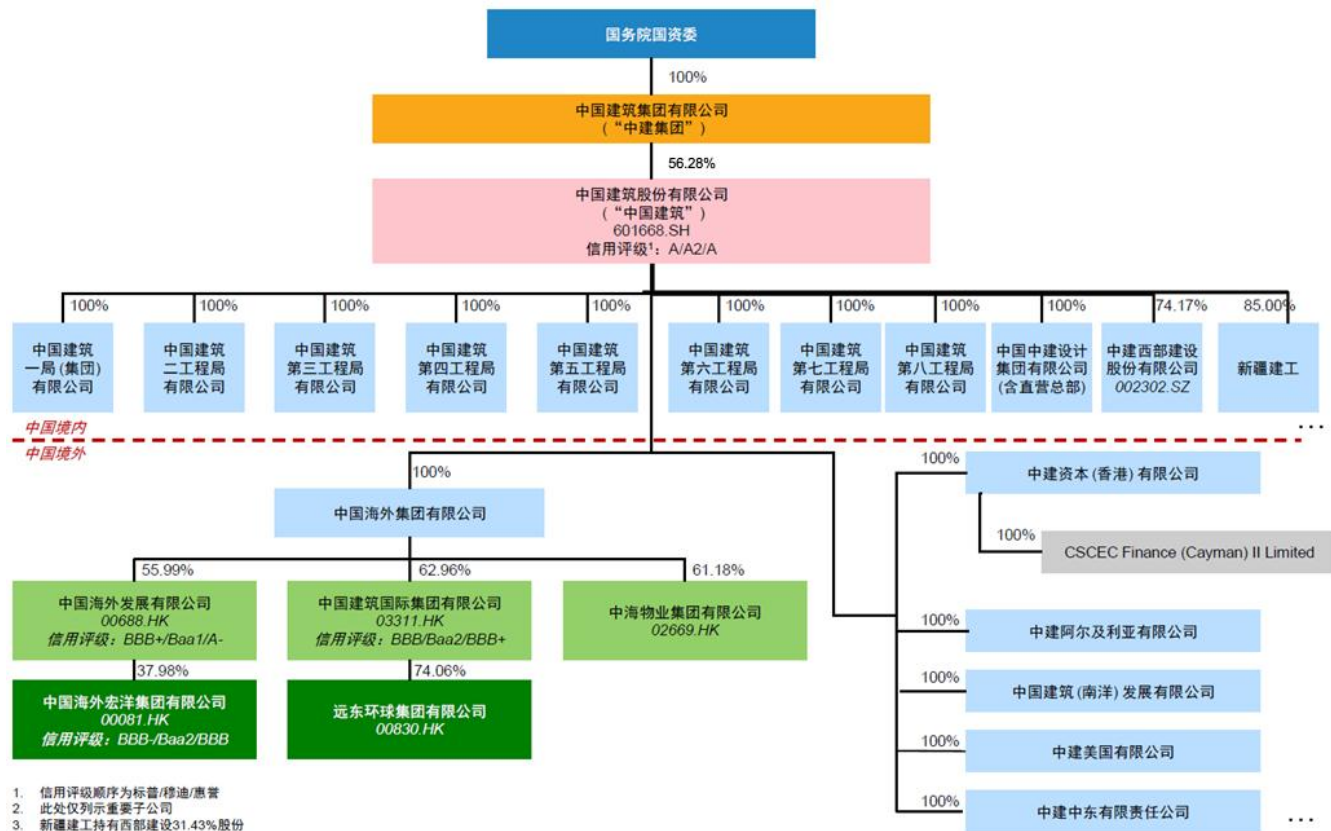 国务院国资委
100%
中国建筑集团有限公司
(“中建集团”)
56.28%
中国建筑股份有限公司
(“中国建筑”)
601668.SH
信用评级¹：A/A2/A
100%
100%
100%
100%
100%
100%
100%
100%
100%
74.17%
85.00%
中国建筑
一局(集团)
有限公司
中国建筑
二工程局
有限公司
中国建筑
第三工程局
有限公司
中国建筑
第四工程局
有限公司
中国建筑
第五工程局
有限公司
中国建筑
第六工程局
有限公司
中国建筑
第七工程局
有限公司
中国建筑
第八工程局
有限公司
中国中建设计
集团有限公司
(含直营总部)
中建西部建设
股份有限公司
002302.SZ
新疆建工
...
中国境内
中国境外
100%
中国海外集团有限公司
55.99%
62.96%
61.18%
中国海外发展有限公司
00688.HK
信用评级：BBB+/Baa1/A-
中国建筑国际集团有限公司
03311.HK
信用评级：BBB/Baa2/BBB+
中海物业集团有限公司
02669.HK
37.98%
74.06%
中国海外宏洋集团有限公司
00081.HK
信用评级：BBB-/Baa2/BBB
远东环球集团有限公司
00830.HK
100%
中建资本(香港)有限公司
100%
CSCEC Finance (Cayman) II Limited
100%
中建阿尔及利亚有限公司
100%
中国建筑(南洋)发展有限公司
100%
中建美国有限公司
100%
中建中东有限责任公司
...
1. 信用评级顺序为标普/穆迪/惠誉
2. 此处仅列示重要子公司
3. 新疆建工持有西部建设31.43%股份